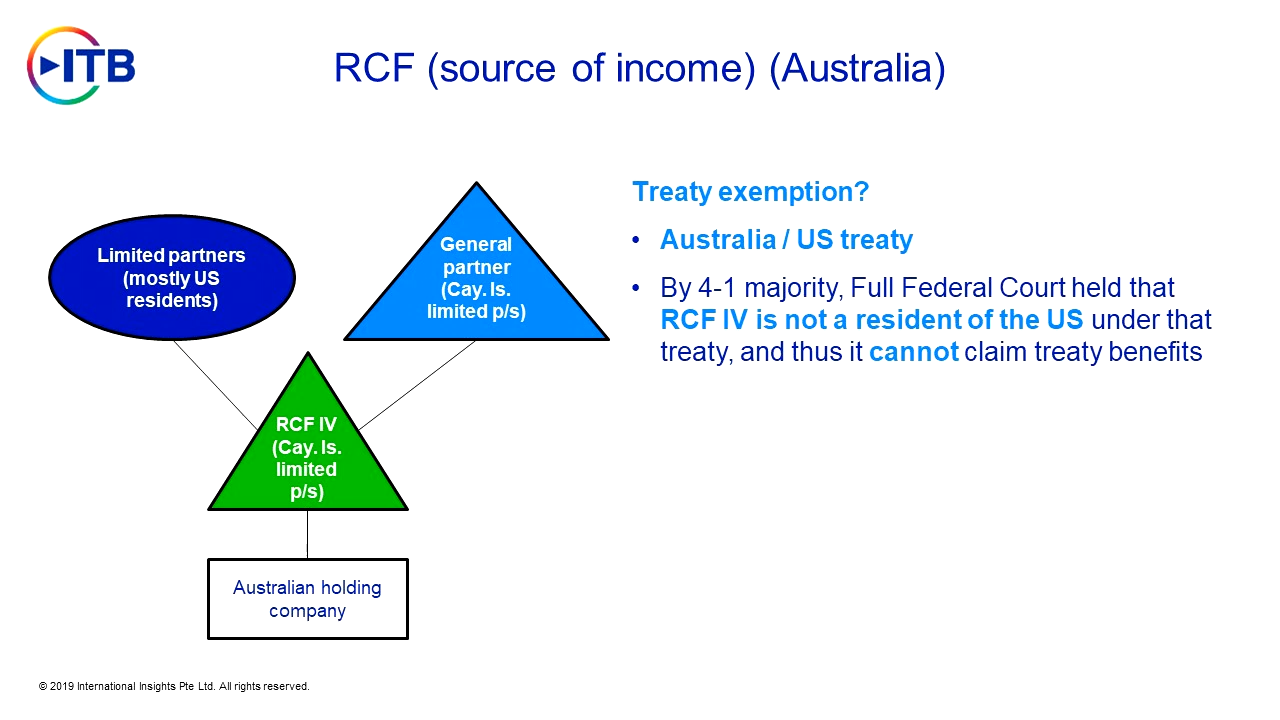 ITB
RCF (source of income) (Australia)
Limited partners
(mostly US
residents)
General
partner
(Cay. Is.
limited p/s)
RCF IV
(Cay. Is.
limited
p/s)
Australian holding
company
Treaty exemption?
• Australia / US treaty
• By 4-1 majority, Full Federal Court held that
RCF IV is not a resident of the US under that
treaty, and thus it cannot claim treaty benefits
© 2019 International Insights Pte Ltd. All rights reserved.